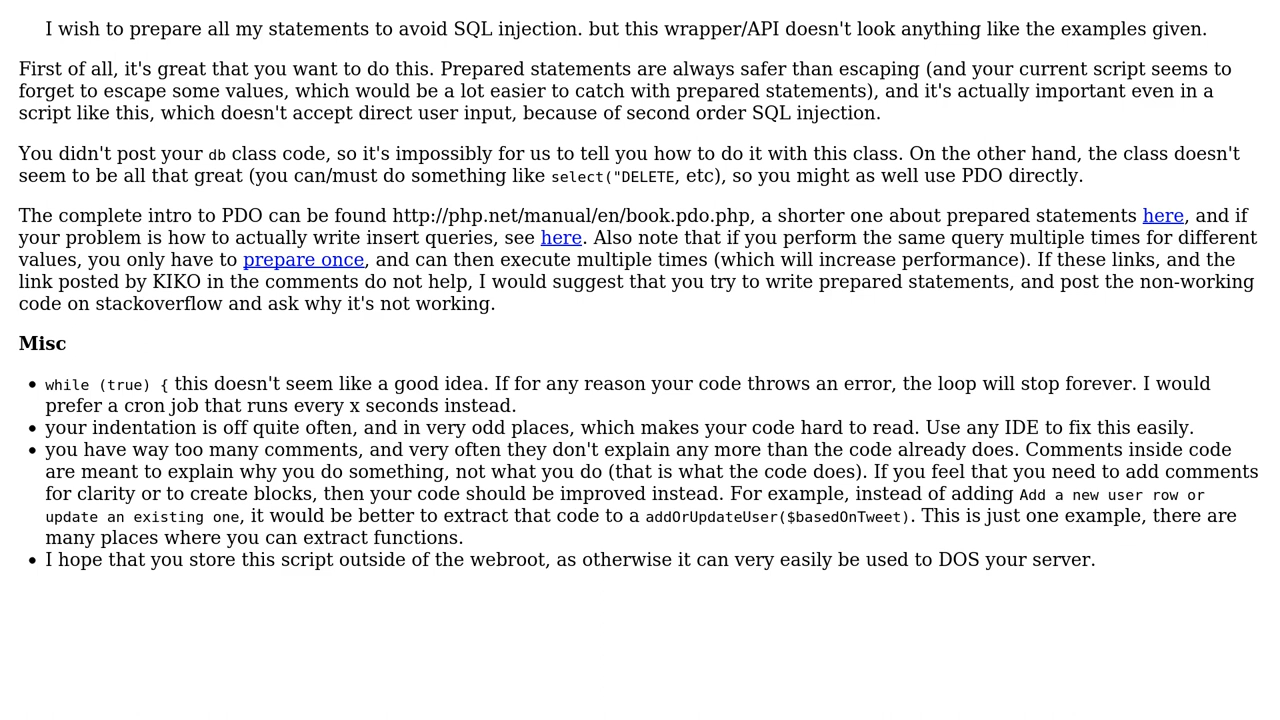 I wish to prepare all my statements to avoid SQL injection. but this wrapper/API doesn't look anything like the examples given.
First of all, it's great that you want to do this. Prepared statements are always safer than escaping (and your current script seems to
forget to escape some values, which would be a lot easier to catch with prepared statements), and it's actually important even in a
script like this, which doesn't accept direct user input, because of second order SQL injection.
You didn't post your db class code, so it's impossibly for us to tell you how to do it with this class. On the other hand, the class doesn't
seem to be all that great (you can/must do something like select("DELETE, etc), so you might as well use PDO directly.
The complete intro to PDO can be found http://php.net/manual/en/book.pdo.php, a shorter one about prepared statements here, and if
your problem is how to actually write insert queries, see here. Also note that if you perform the same query multiple times for different
values, you only have to prepare once, and can then execute multiple times (which will increase performance). If these links, and the
link posted by KIKO in the comments do not help, I would suggest that you try to write prepared statements, and post the non-working
code on stackoverflow and ask why it's not working.
Misc
• while (true) { this doesn't seem like a good idea. If for any reason your code throws an error, the loop will stop forever. I would
prefer a cron job that runs every x seconds instead.
• your indentation is off quite often, and in very odd places, which makes your code hard to read. Use any IDE to fix this easily.
• you have way too many comments, and very often they don't explain any more than the code already does. Comments inside code
are meant to explain why you do something, not what you do (that is what the code does). If you feel that you need to add comments
for clarity or to create blocks, then your code should be improved instead. For example, instead of adding Add a new user row or
update an existing one, it would be better to extract that code to a addOrUpdateUser($basedOnTweet). This is just one example, there are
many places where you can extract functions.
• I hope that you store this script outside of the webroot, as otherwise it can very easily be used to DOS your server.